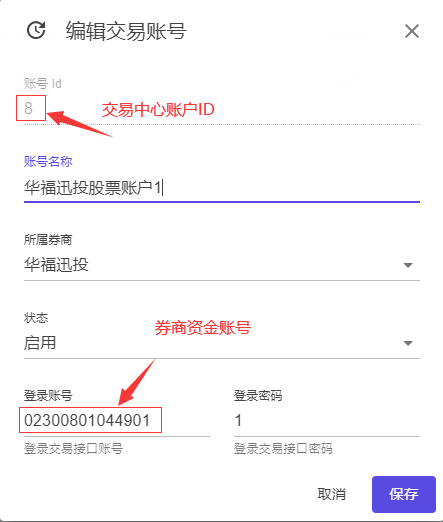 编辑交易账号
账号 Id
8
交易中心账户ID
账号名称
华福迅投股票账户1
所属券商
华福迅投
状态
券商资金账号
启用
登录账号 登录密码
02300801044901 1
登录交易接口账号 登录交易接口密码
取消 保存